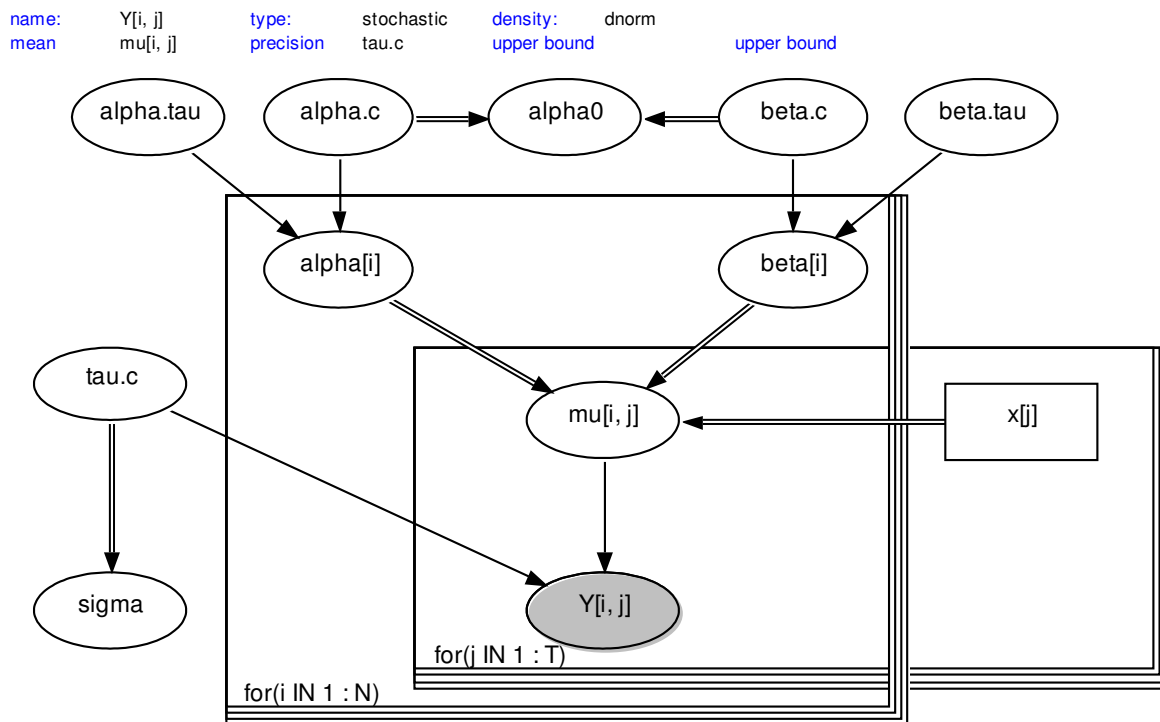 name: Y[i, j] type: stochastic density: dnorm
mean mu[i, j] precision tau.c upper bound upper bound
alpha.tau alpha.c alpha0 beta.c beta.tau
alpha[i] beta[i]
tau.c
mu[i, j] x[j]
sigma Y[i, j]
for(j IN 1 : T)
for(i IN 1 : N)